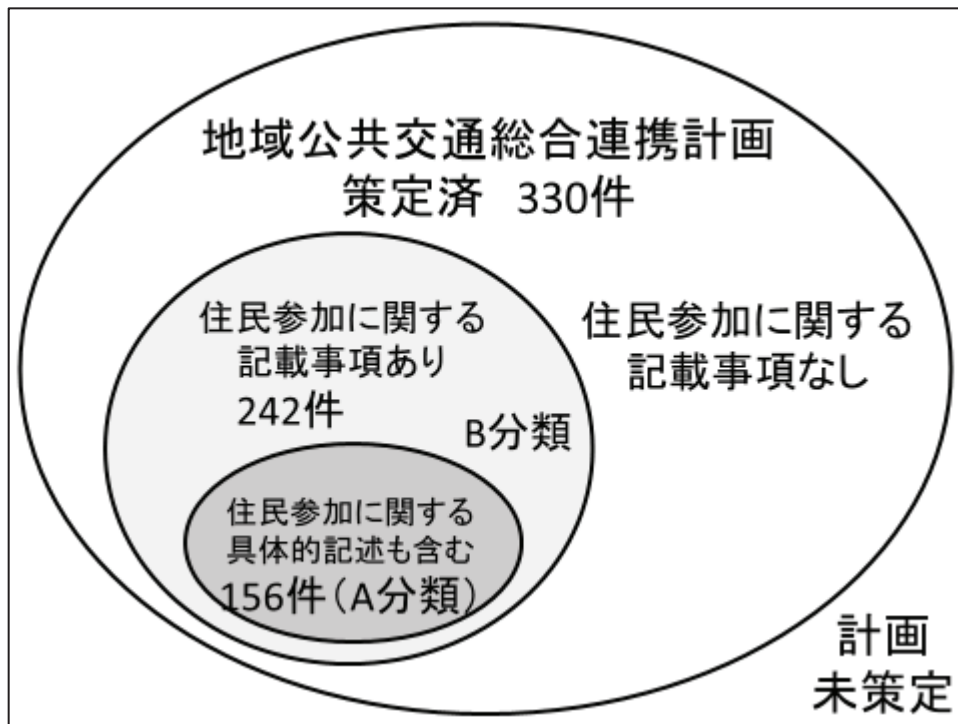 地域公共交通総合連携計画
策定済 330件
住民参加に関する
記載事項あり
242件
B分類
住民参加に関する
記載事項なし
住民参加に関する
具体的記述も含む
156件（A分類）
計画
未策定